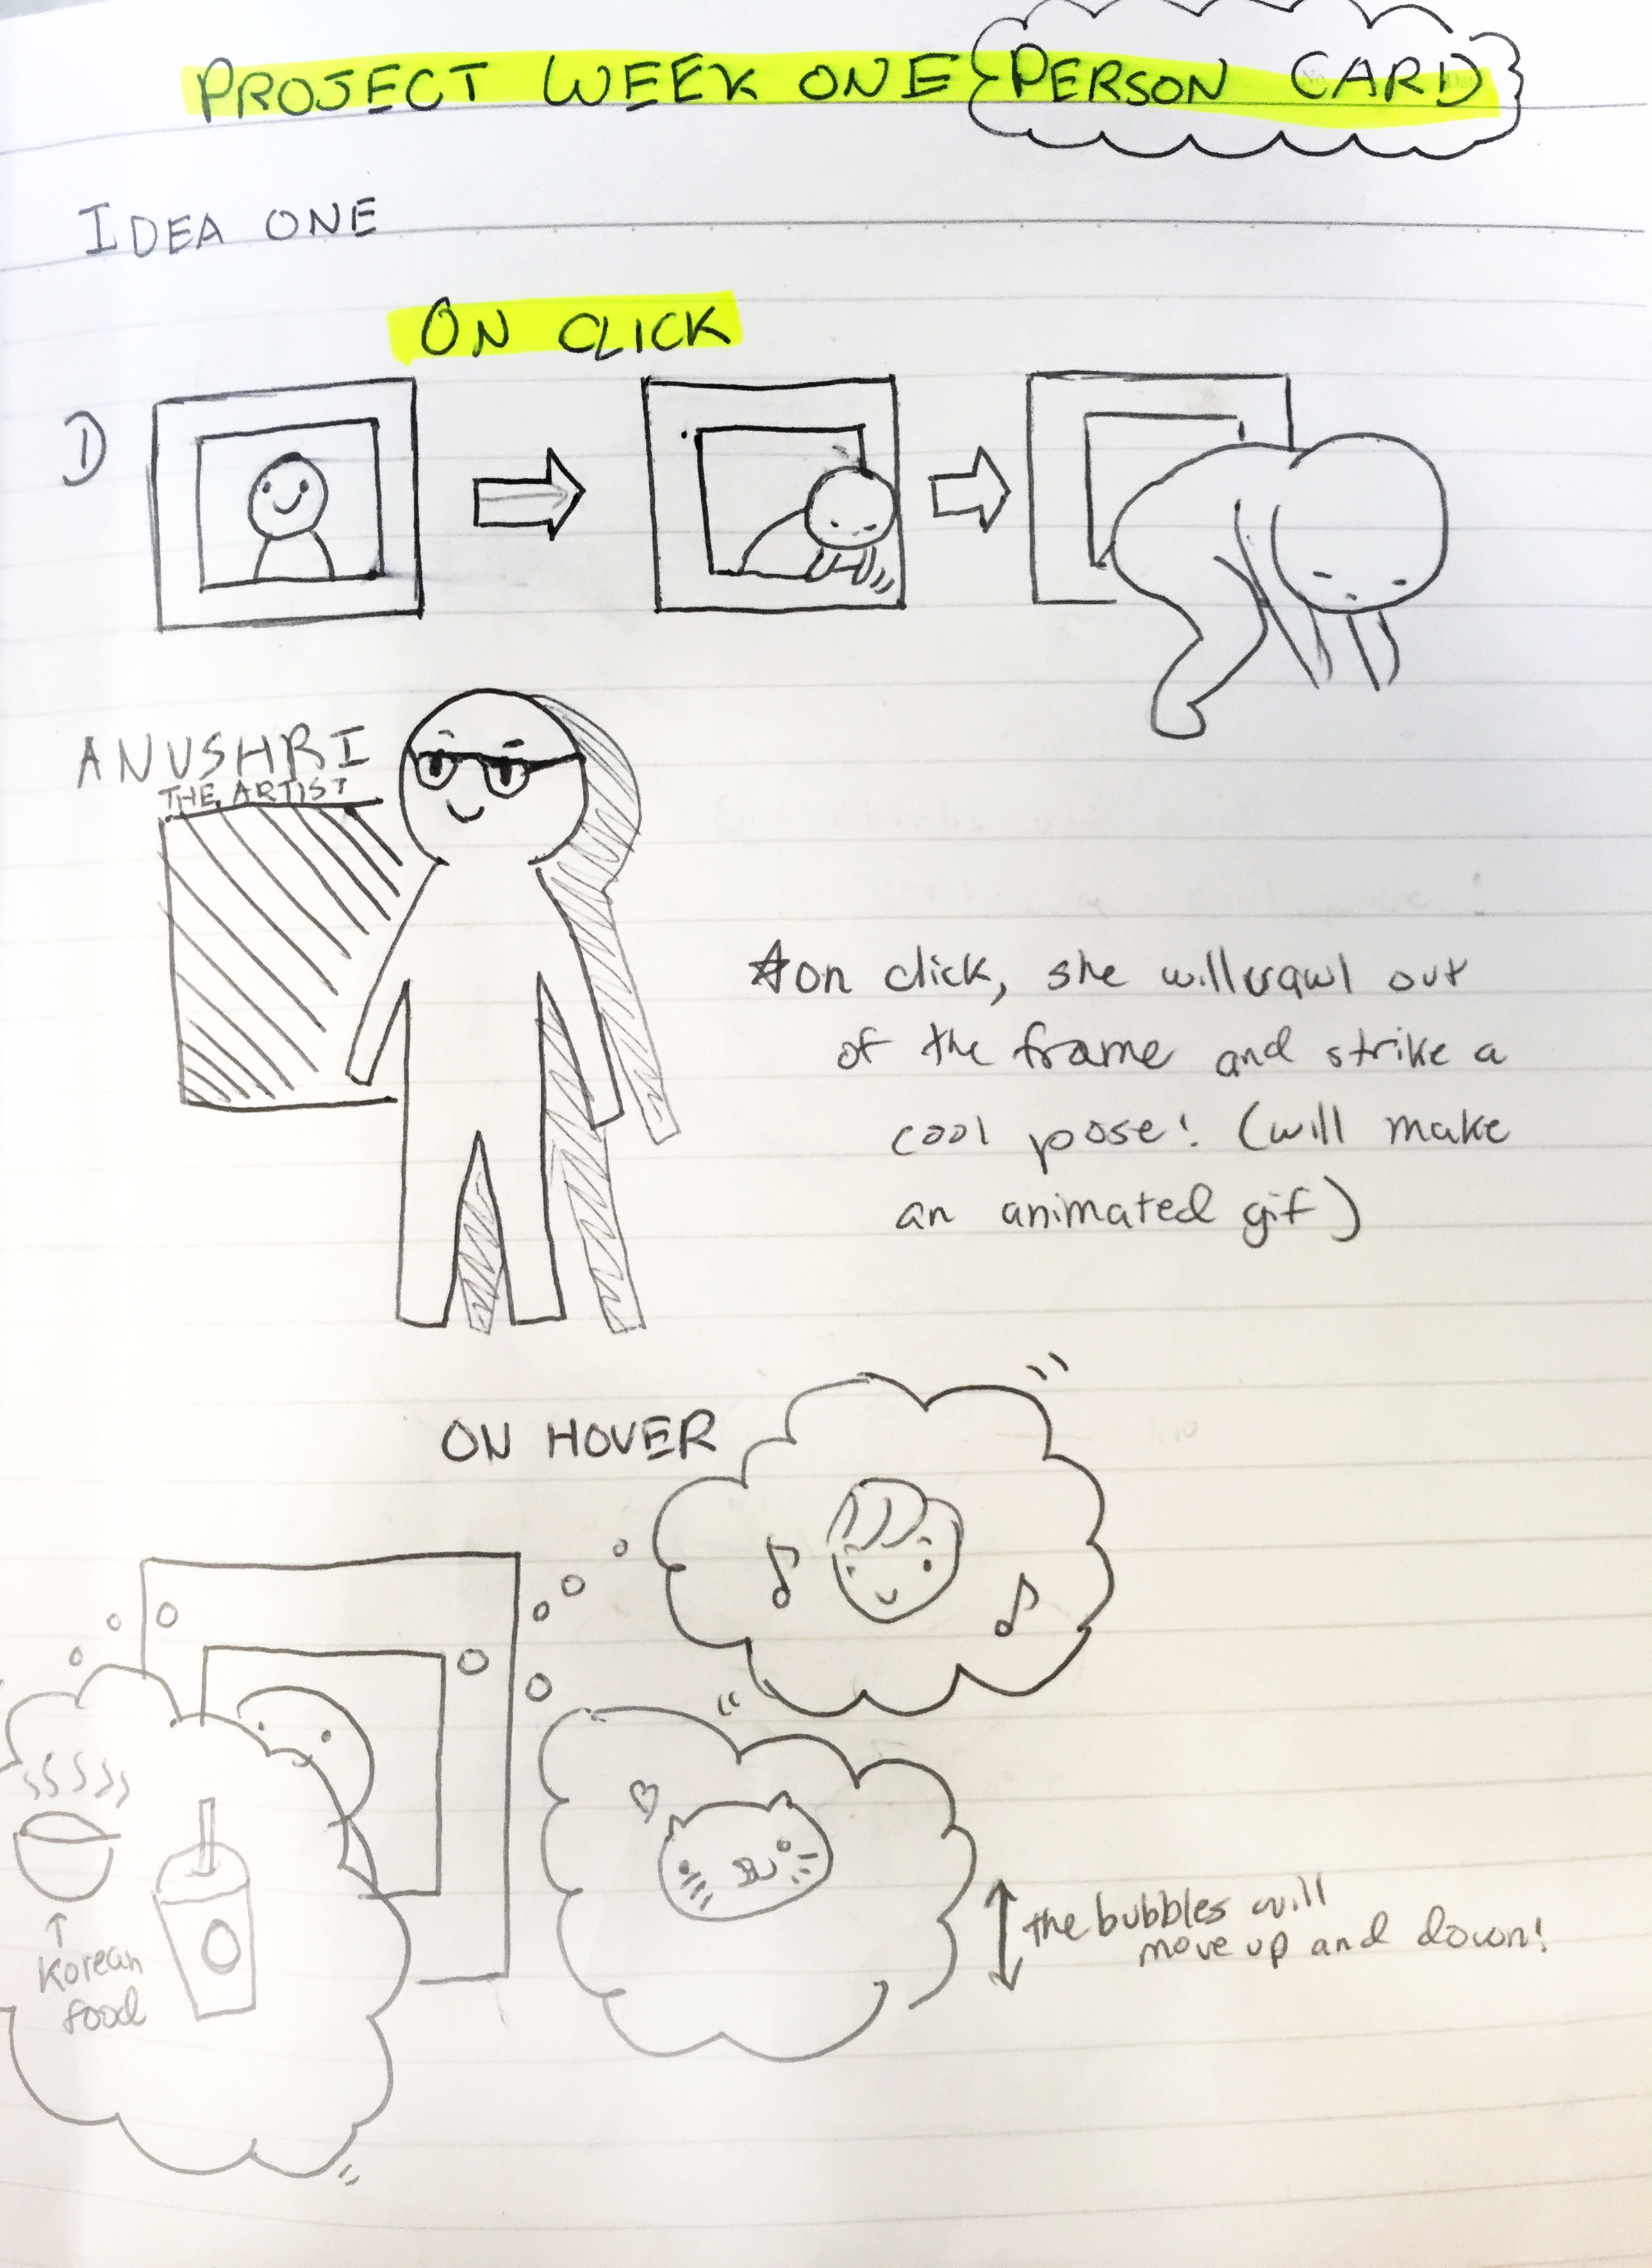 PROJECT WEEK ONE PERSON CARD
IDEA ONE
ON CLICK
ANUSHRI
THE ARTIST
on click, she will crawl out
of the frame and strike a
cool pose! (will make
an animated gif)
ON HOVER
Korean
food
the bubbles will
move up and down!